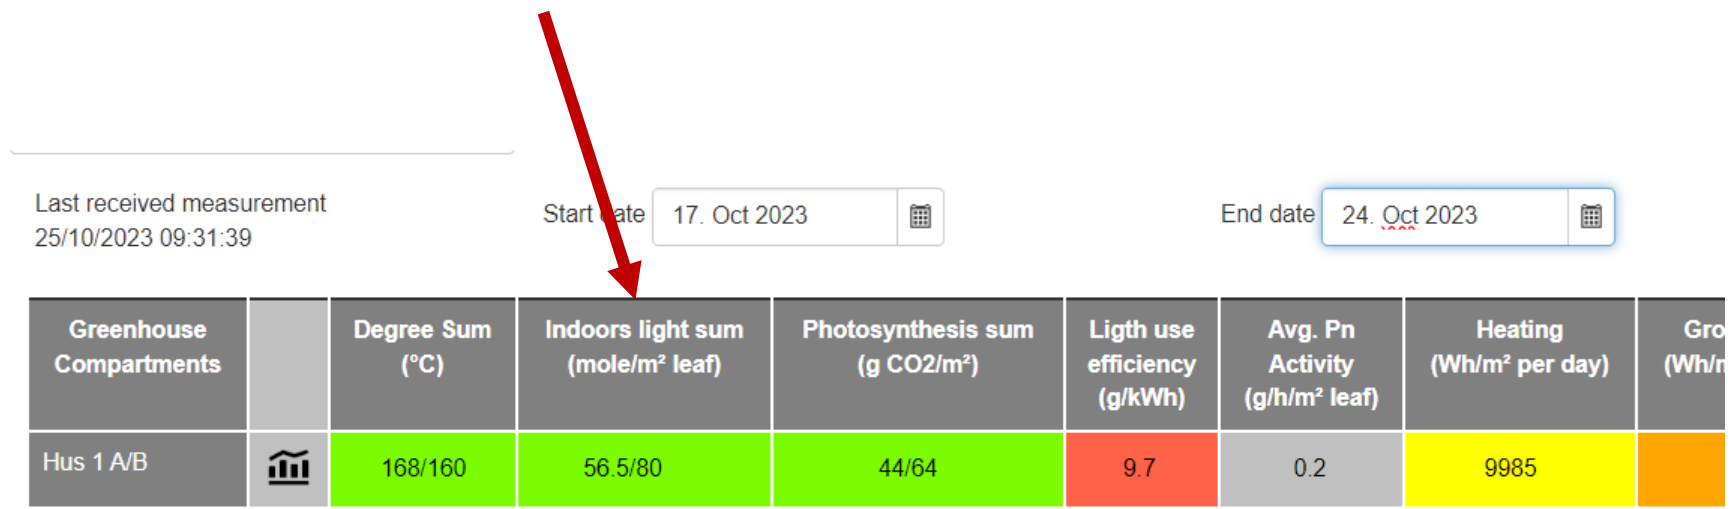 Last received measurement
25/10/2023 09:31:39
Start date 17. Oct 2023
End date 24. Oct 2023
Greenhouse
Compartments
Degree Sum
(°C)
Indoors light sum
(mole/m² leaf)
Photosynthesis sum
(g CO2/m²)
Ligth use
efficiency
(g/kWh)
Avg. Pn
Activity
(g/h/m² leaf)
Heating
(Wh/m² per day)
Gro
(Wh/m
Hus 1 A/B 168/160 56.5/80 44/64 9.7 0.2 9985